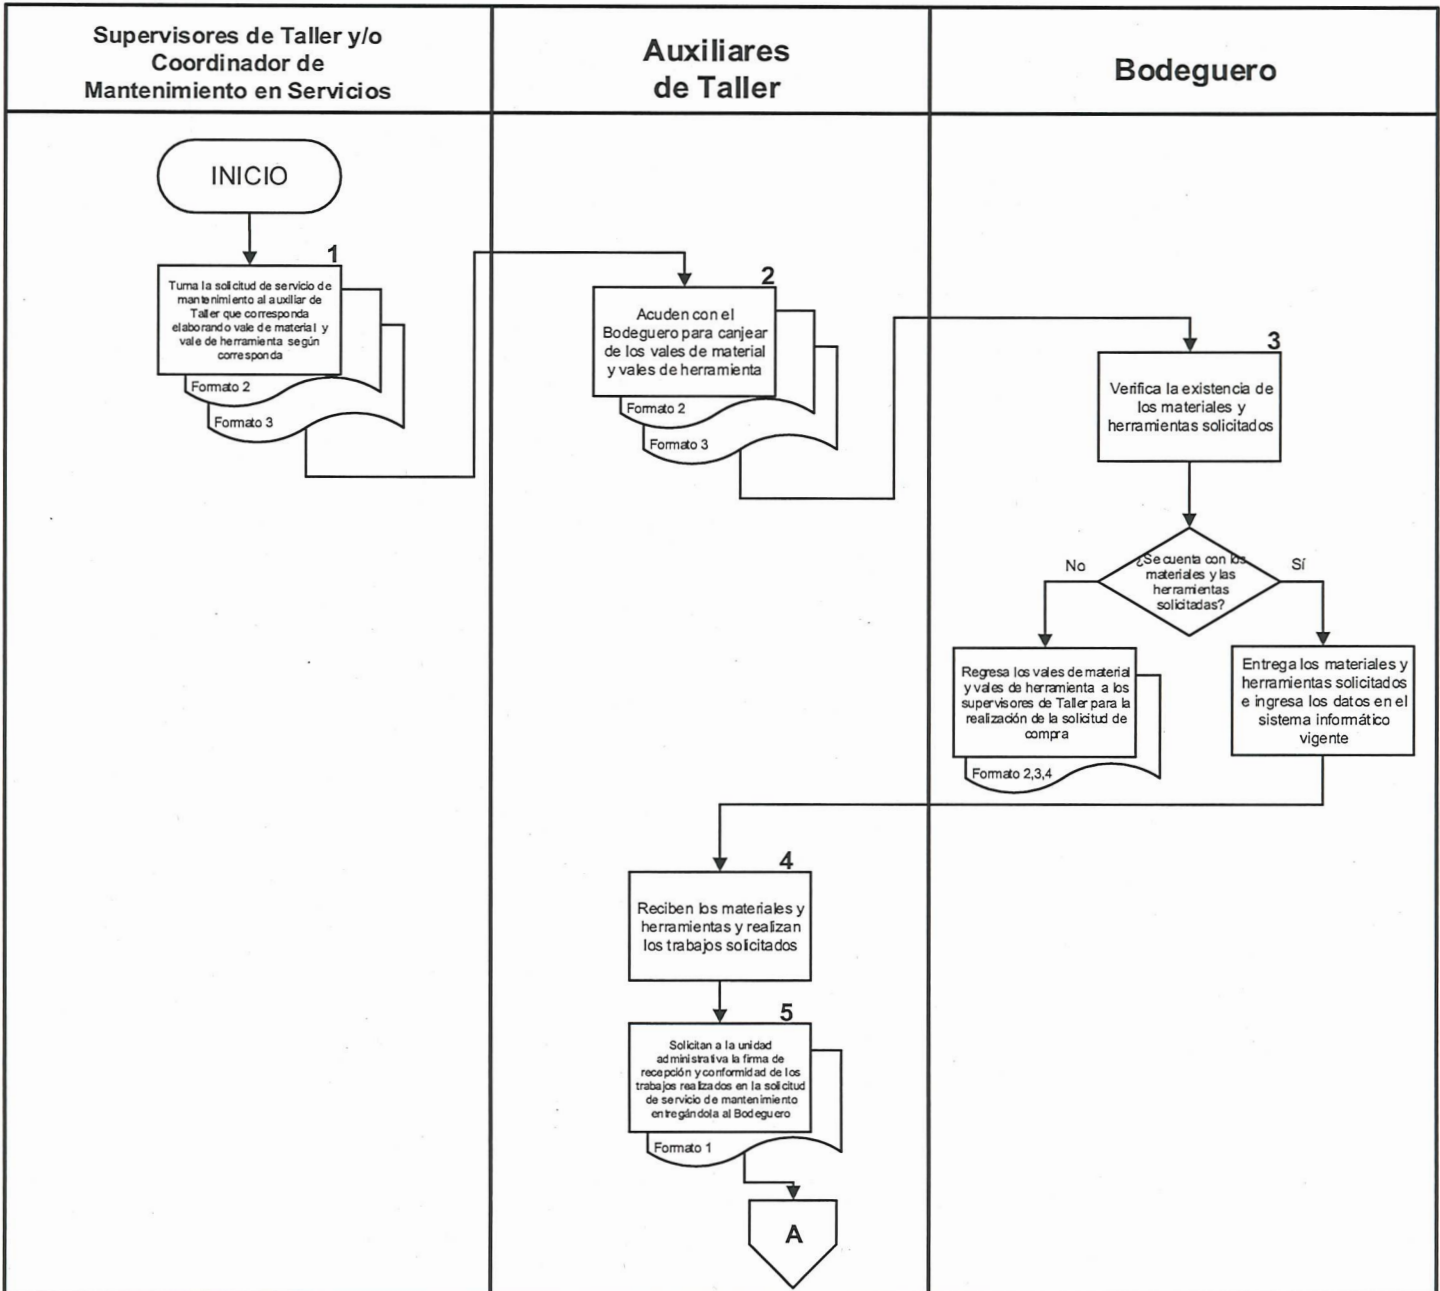 Supervisores de Taller y/o
Coordinador de
Mantenimiento en Servicios
Auxiliares
de Taller
Bodeguero
INICIO
1
Turna la solicitud de servicio de
mantenimiento al auxiliar de
Taller que corresponda
elaborando vale de material y
vale de herramienta según
corresponda
Formato 2
Formato 3
2
Acuden con el
Bodeguero para canjear
de los vales de material
y vales de herramienta
Formato 2
Formato 3
3
Verifica la existencia de
los materiales y
herramientas solicitados
¿Se cuenta con los
materiales y las
herramientas
solicitadas?
No
Sí
Regresa los vales de material
y vales de herramienta a los
supervisores de Taller para la
realización de la solicitud de
compra
Formato 2,3,4
Entrega los materiales y
herramientas solicitados
e ingresa los datos en el
sistema informático
vigente
4
Reciben los materiales y
herramientas y realizan
los trabajos solicitados
5
Solicitan a la unidad
administrativa la firma de
recepción y conformidad de los
trabajos realizados en la solicitud
de servicio de mantenimiento
entregándola al Bodeguero
Formato 1
A